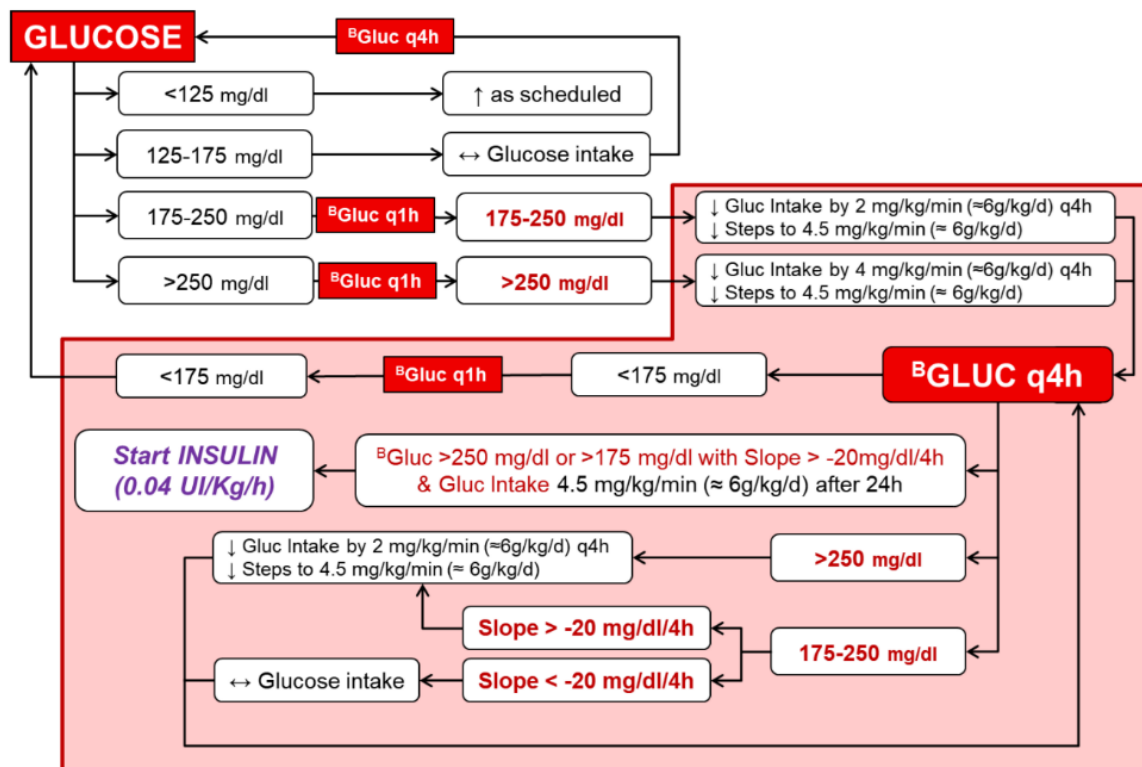 GLUCOSE
ᴮGluc q4h
<125 mg/dl
↑ as scheduled
125-175 mg/dl
↔ Glucose intake
175-250 mg/dl
ᴮGluc q1h
175-250 mg/dl
↓ Gluc Intake by 2 mg/kg/min (≈6g/kg/d) q4h
↓ Steps to 4.5 mg/kg/min (≈ 6g/kg/d)
>250 mg/dl
ᴮGluc q1h
>250 mg/dl
↓ Gluc Intake by 4 mg/kg/min (≈6g/kg/d) q4h
↓ Steps to 4.5 mg/kg/min (≈ 6g/kg/d)
<175 mg/dl
ᴮGluc q1h
<175 mg/dl
ᴮGLUC q4h
Start INSULIN
(0.04 UI/Kg/h)
ᴮGluc >250 mg/dl or >175 mg/dl with Slope > -20mg/dl/4h
& Gluc Intake 4.5 mg/kg/min (≈ 6g/kg/d) after 24h
↓ Gluc Intake by 2 mg/kg/min (≈6g/kg/d) q4h
↓ Steps to 4.5 mg/kg/min (≈ 6g/kg/d)
>250 mg/dl
Slope > -20 mg/dl/4h
175-250 mg/dl
↔ Glucose intake
Slope < -20 mg/dl/4h